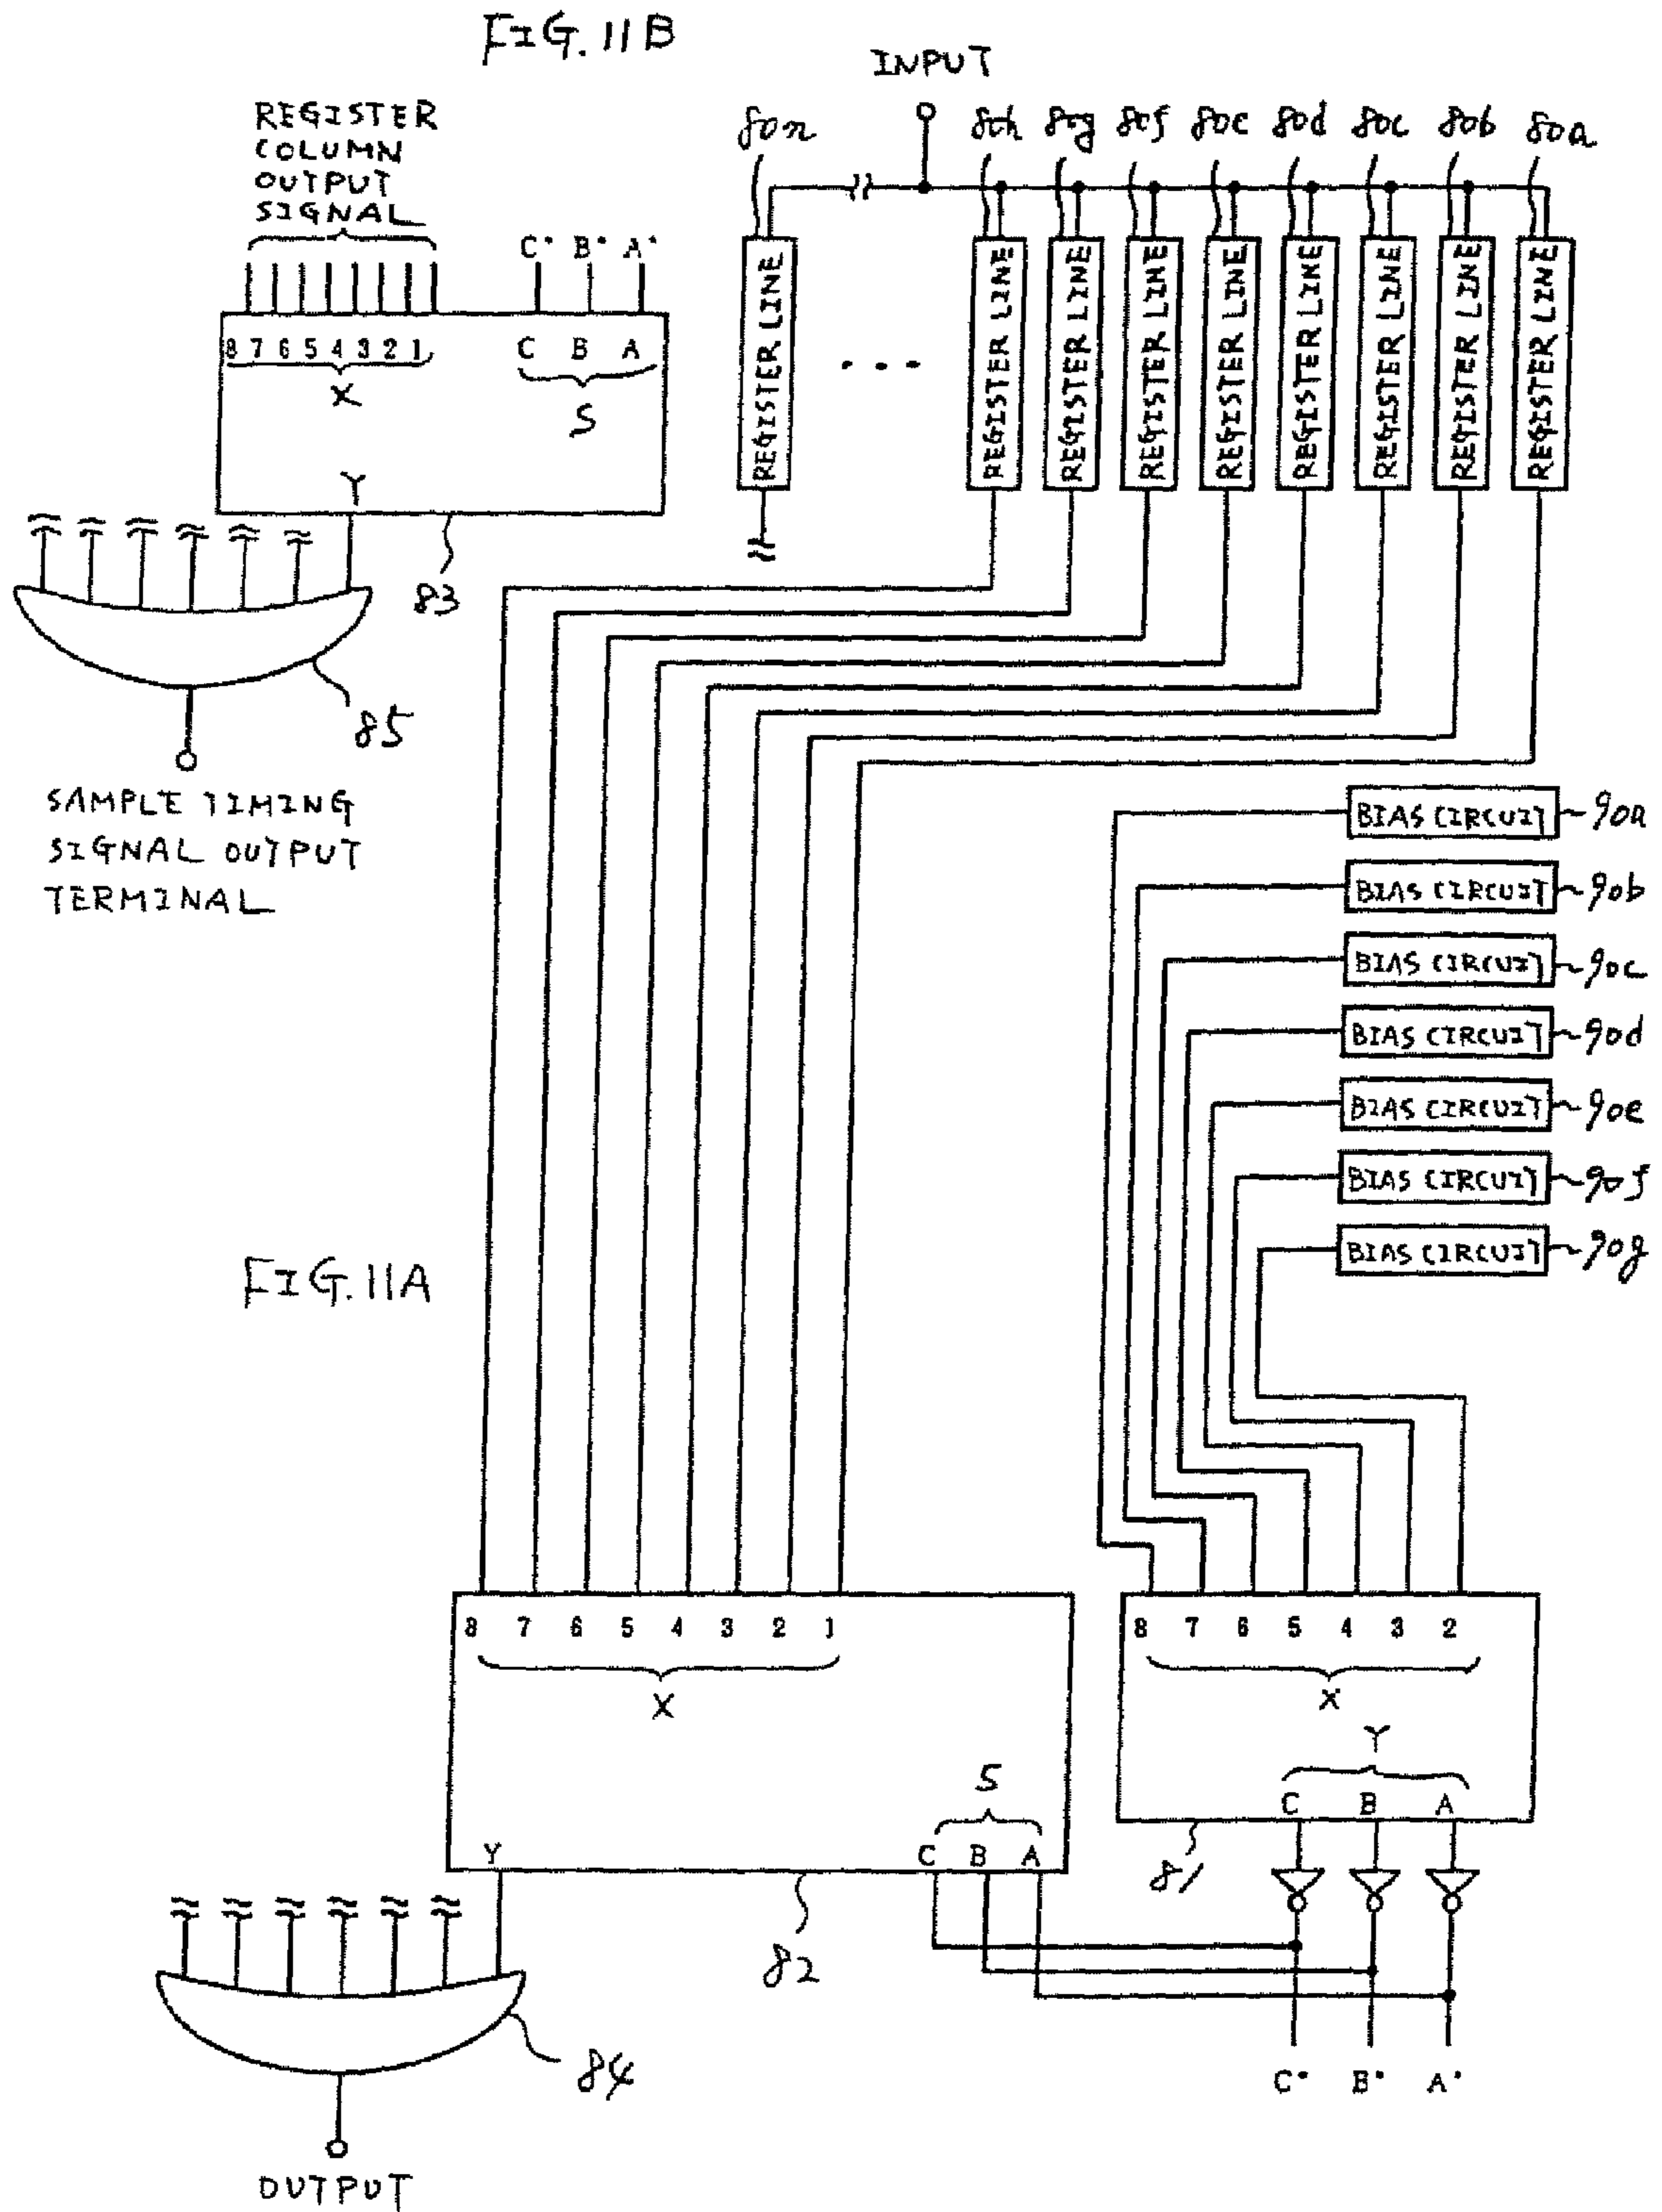 FIG. 11B
INPUT
REGISTER
COLUMN
OUTPUT
SIGNAL
80n 80h 80g 80f 80e 80d 80c 80b 80a
C* B* A*
8 7 6 5 4 3 2 1 C B A
X S
Y
83
REGISTER LINE
REGISTER LINE
REGISTER LINE
REGISTER LINE
REGISTER LINE
REGISTER LINE
REGISTER LINE
REGISTER LINE
REGISTER LINE
85
SAMPLE TIMING
SIGNAL OUTPUT
TERMINAL
BIAS CIRCUIT 90a
BIAS CIRCUIT 90b
BIAS CIRCUIT 90c
BIAS CIRCUIT 90d
BIAS CIRCUIT 90e
BIAS CIRCUIT 90f
BIAS CIRCUIT 90g
FIG. 11A
8 7 6 5 4 3 2 1
X
S
Y C B A
82
8 7 6 5 4 3 2
X
Y
C B A
81
84
C* B* A*
OUTPUT